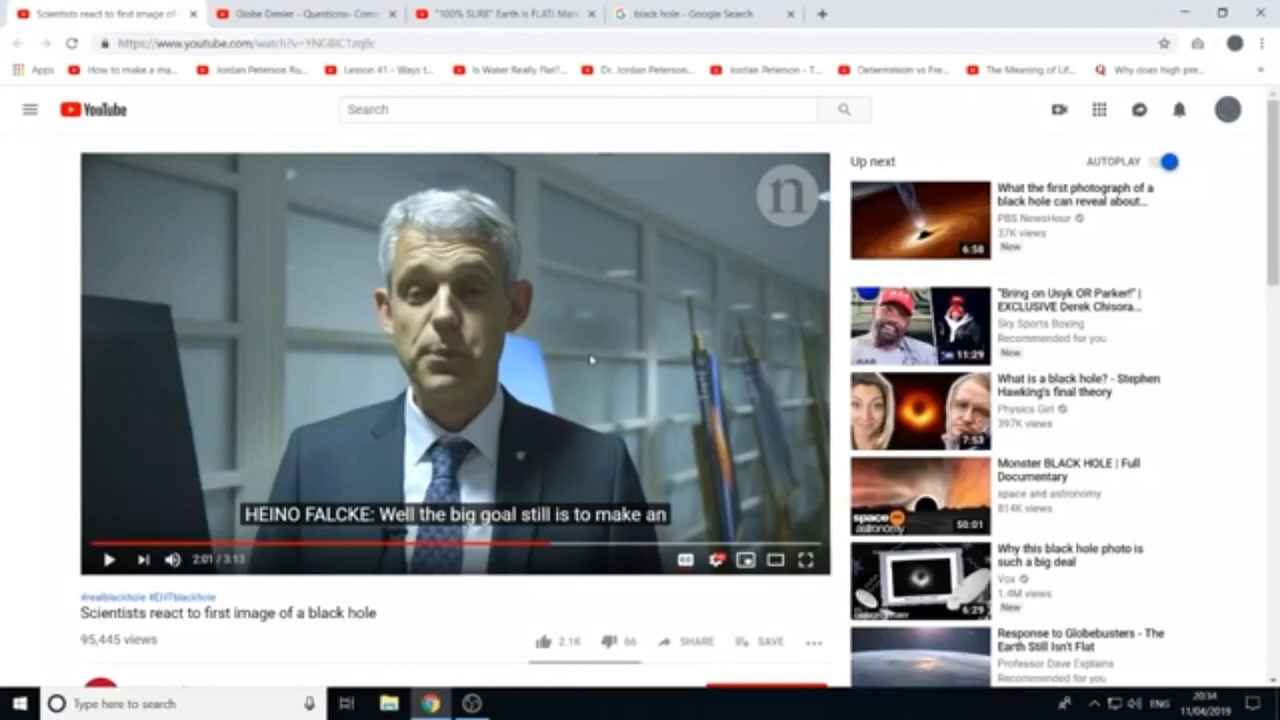 Scientists react to first image of
Globe Denier - Questions- Com
"100% SURE" Earth Is FLAT!
black hole - Google Search
https://www.youtube.com/watch?v=
Apps
How to make a ma...
Jordan Peterson Ru...
Lesson 41 - Ways t...
Is Water Really Flat?...
Dr. Jordan Peterson...
Jordan Peterson - T...
Determinism vs Fre...
The Meaning of Lif...
Why does high pre...
YouTube
Search
n
HEINO FALCKE: Well the big goal still is to make an
2:01 / 3:13
#realblackhole #EHTblackhole
Scientists react to first image of a black hole
95,445 views
2.1K
66
SHARE
SAVE
Up next
AUTOPLAY
What the first photograph of a
black hole can reveal about...
PBS NewsHour
37K views
New
6:58
"Bring on Usyk OR Parker!" |
EXCLUSIVE Derek Chisora...
Sky Sports Boxing
Recommended for you
New
11:29
What is a black hole? - Stephen
Hawking's final theory
Physics Girl
397K views
7:53
Monster BLACK HOLE | Full
Documentary
space and astronomy
814K views
space
astronomy
50:01
Why this black hole photo is
such a big deal
Vox
1.4M views
New
6:29
Response to Globebusters - The
Earth Still Isn't Flat
Professor Dave Explains
Recommended for you
Type here to search
ENG
20:34
11/04/2019